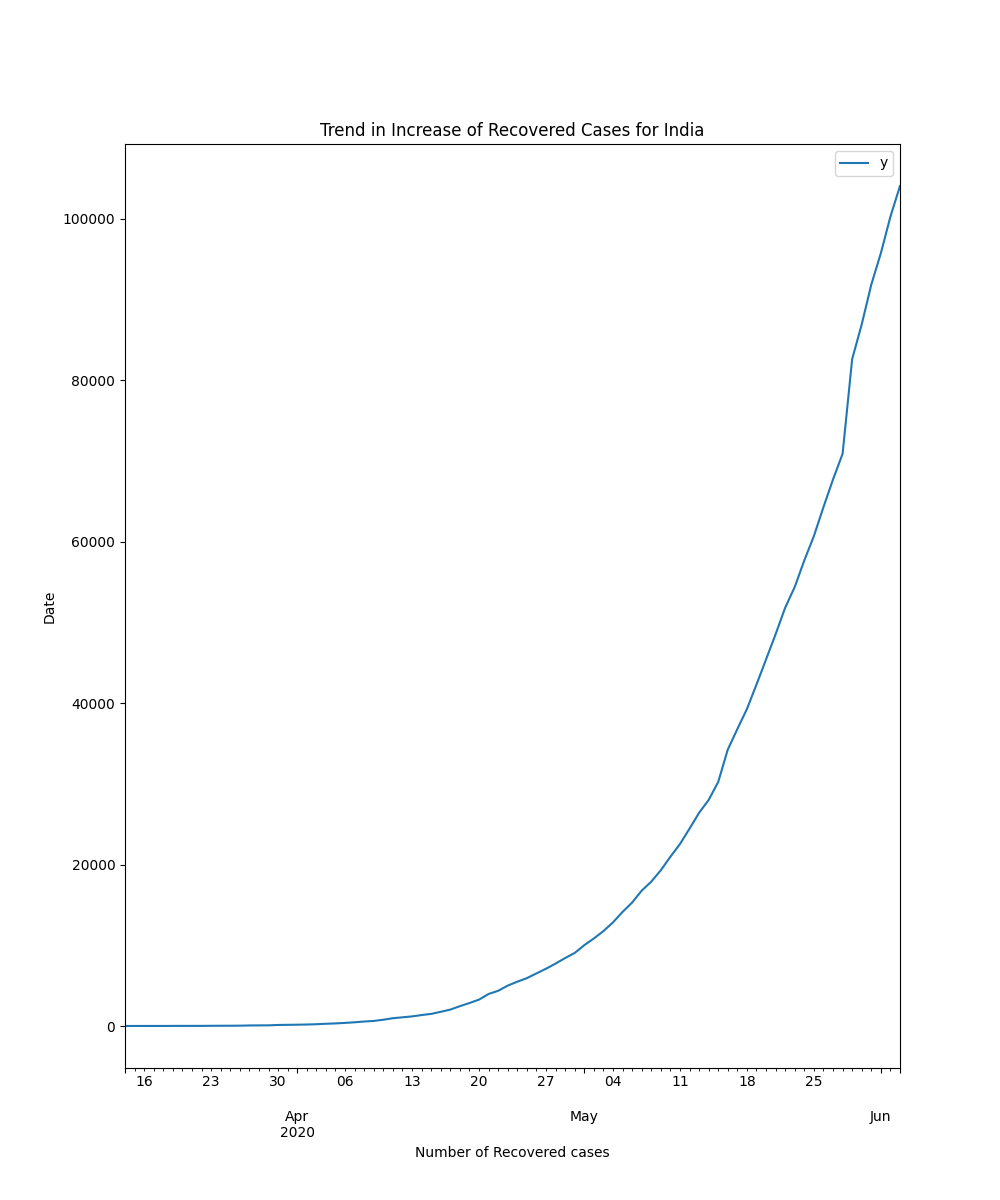 Trend in Increase of Recovered Cases for India
y
100000
80000
60000
40000
20000
0
Date
16 23 30 06 13 20 27 04 11 18 25
Apr May Jun
2020
Number of Recovered cases